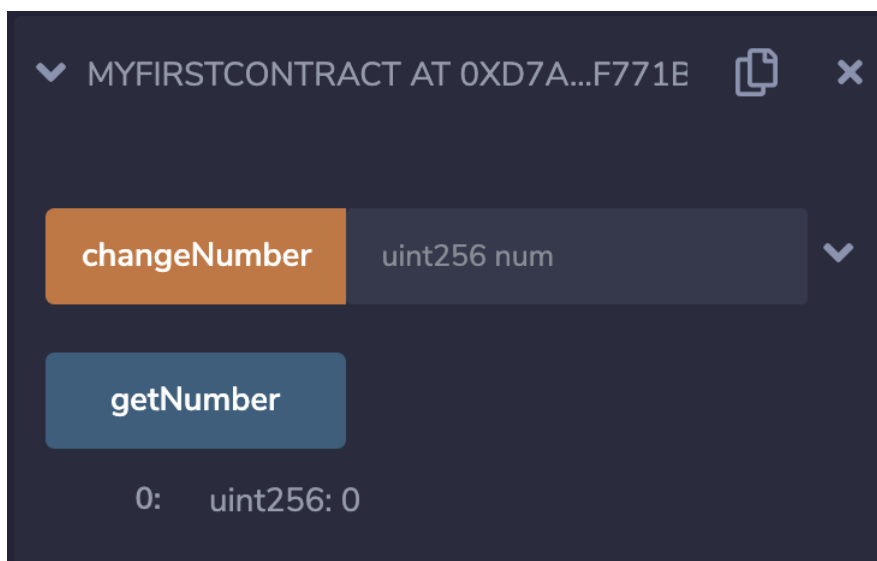 MYFIRSTCONTRACT AT 0XD7A...F771B
changeNumber uint256 num
getNumber
0: uint256: 0